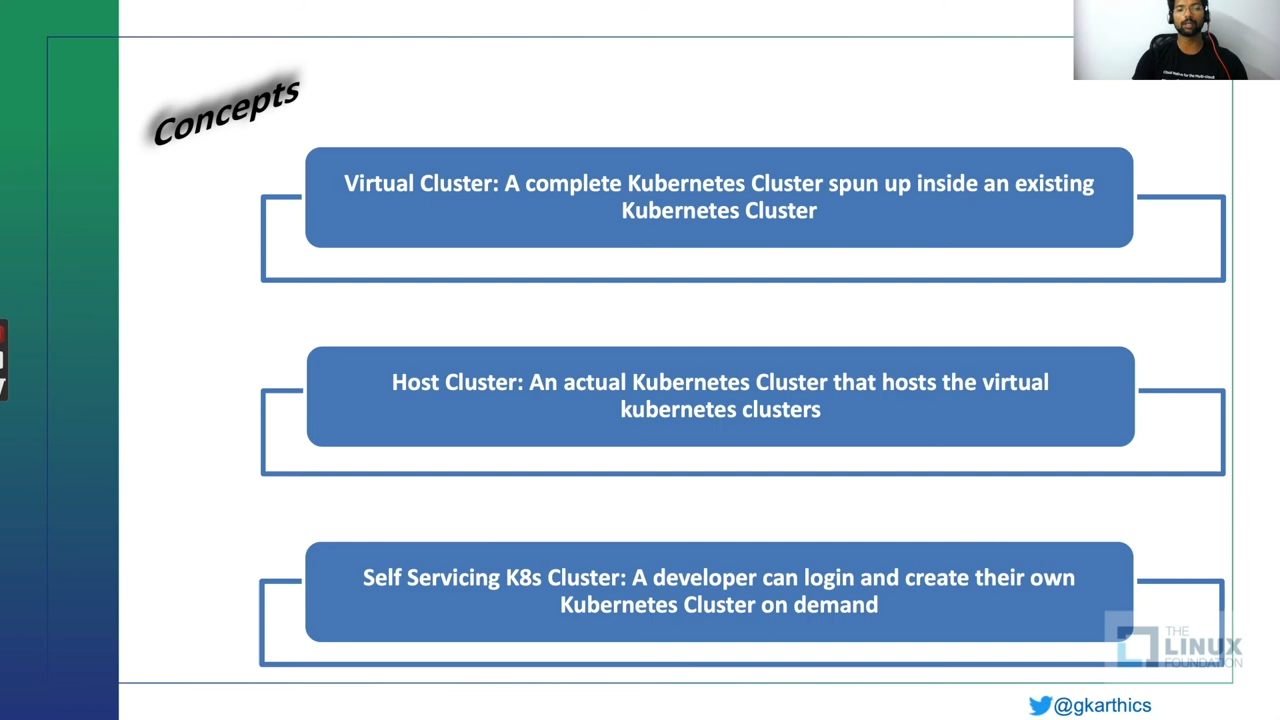 Concepts
Virtual Cluster: A complete Kubernetes Cluster spun up inside an existing
Kubernetes Cluster
Host Cluster: An actual Kubernetes Cluster that hosts the virtual
kubernetes clusters
Self Servicing K8s Cluster: A developer can login and create their own
Kubernetes Cluster on demand
THE
LINUX
FOUNDATION
@gkarthics